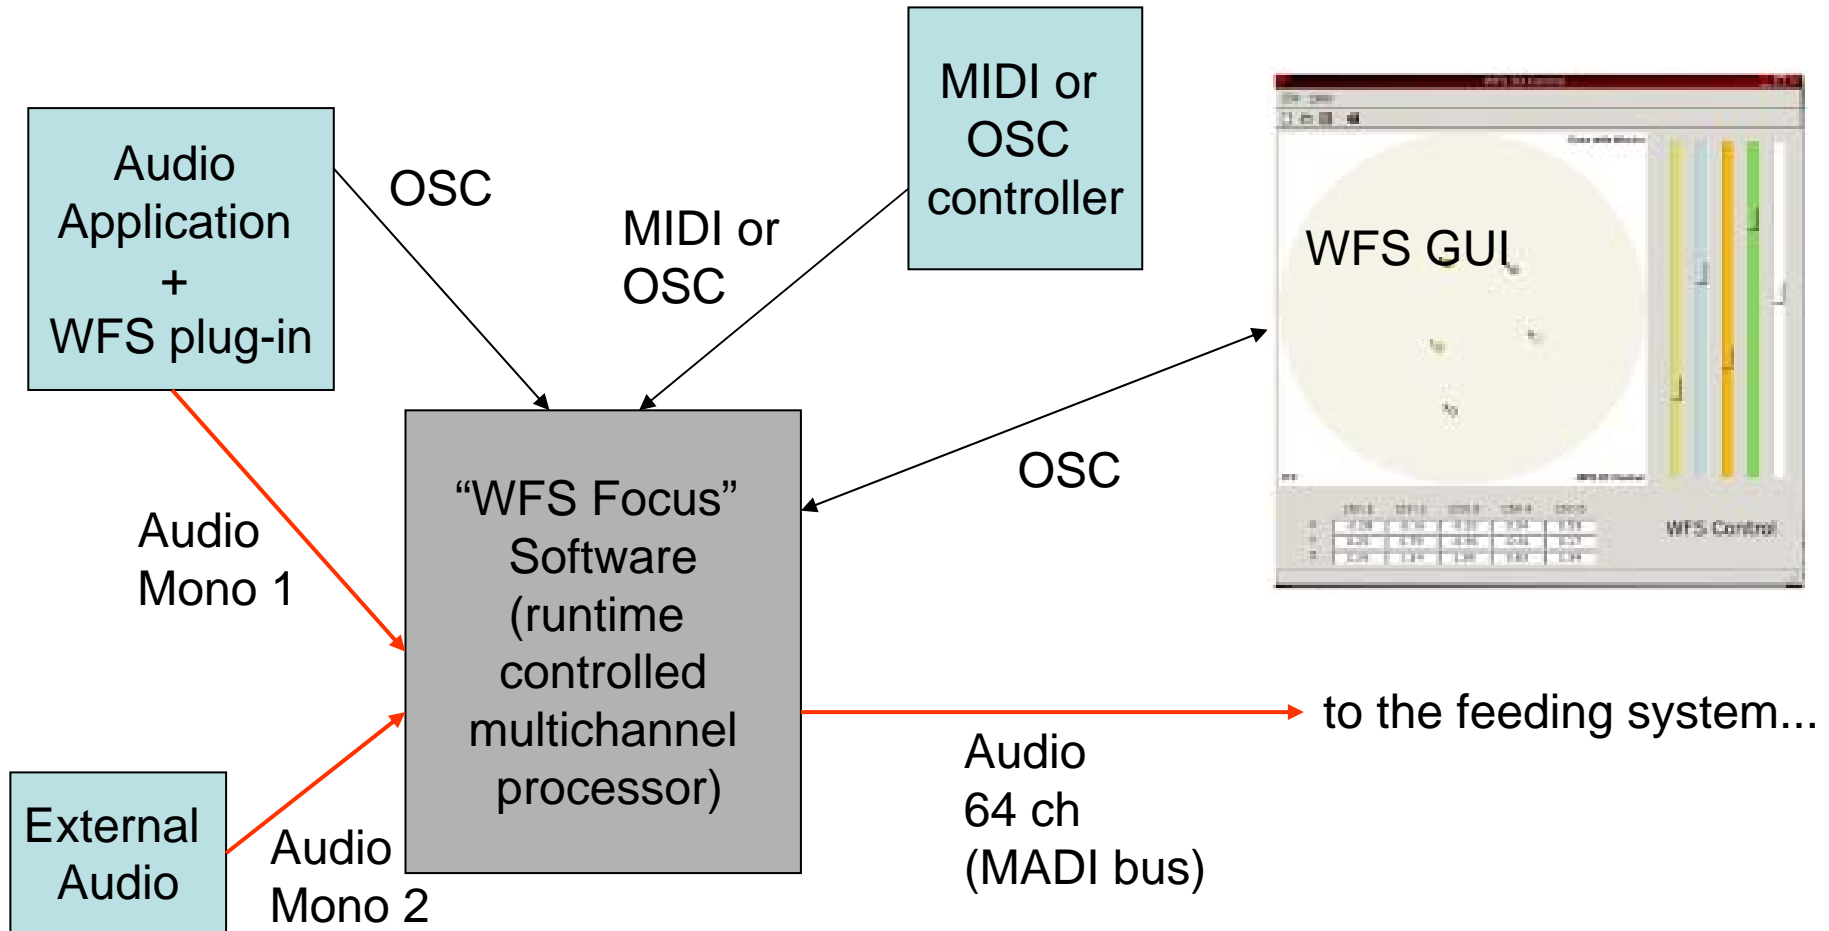 Audio
Application
+
WFS plug-in
OSC
MIDI or
OSC
MIDI or
OSC
controller
WFS GUI
OSC
WFS Control
Audio
Mono 1
“WFS Focus”
Software
(runtime
controlled
multichannel
processor)
to the feeding system...
Audio
64 ch
(MADI bus)
External
Audio
Audio
Mono 2